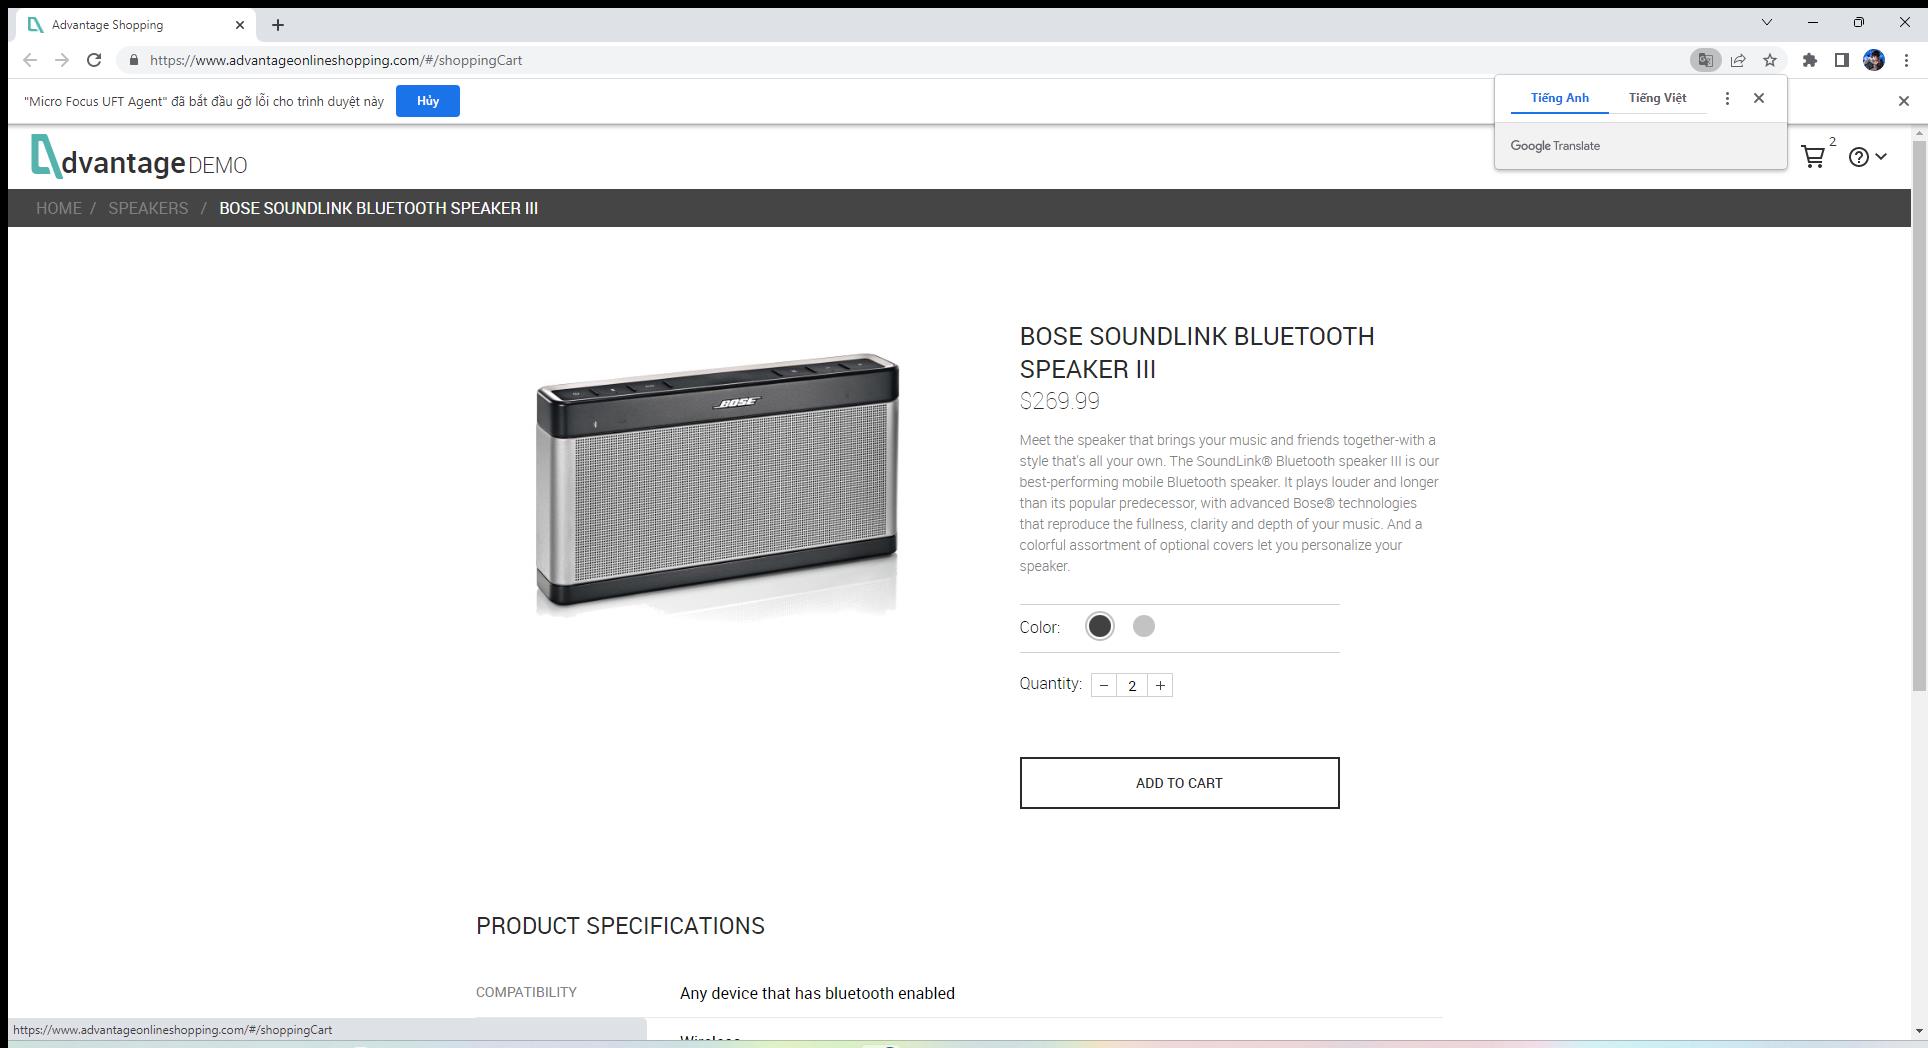 Advantage Shopping
https://www.advantageonlineshopping.com/#/shoppingCart
"Micro Focus UFT Agent" đã bắt đầu gỡ lỗi cho trình duyệt này
Hủy
Tiếng Anh
Tiếng Việt
Google Translate
dvantage DEMO
2
HOME / SPEAKERS / BOSE SOUNDLINK BLUETOOTH SPEAKER III
BOSE
BOSE SOUNDLINK BLUETOOTH
SPEAKER III
$269.99
Meet the speaker that brings your music and friends together-with a
style that's all your own. The SoundLink® Bluetooth speaker III is our
best-performing mobile Bluetooth speaker. It plays louder and longer
than its popular predecessor, with advanced Bose® technologies
that reproduce the fullness, clarity and depth of your music. And a
colorful assortment of optional covers let you personalize your
speaker.
Color:
Quantity: − 2 +
ADD TO CART
PRODUCT SPECIFICATIONS
COMPATIBILITY
Any device that has bluetooth enabled
https://www.advantageonlineshopping.com/#/shoppingCart